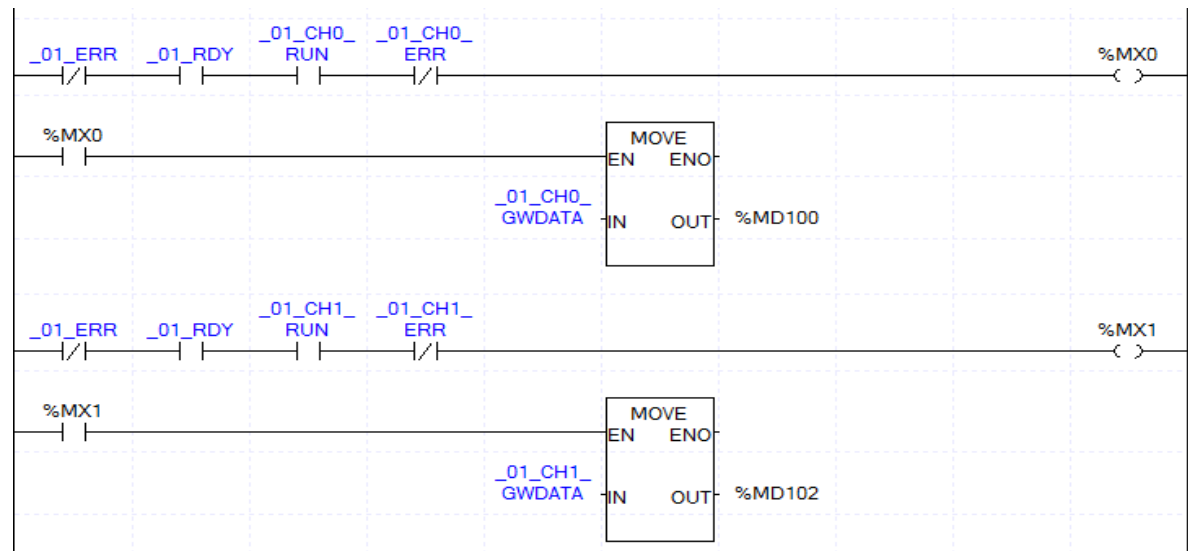 _01_CH0_ _01_CH0_
_01_ERR _01_RDY RUN ERR %MX0
%MX0
MOVE
EN ENO
_01_CH0_
GWDATA IN OUT %MD100
_01_CH1_ _01_CH1_
_01_ERR _01_RDY RUN ERR %MX1
%MX1
MOVE
EN ENO
_01_CH1_
GWDATA IN OUT %MD102